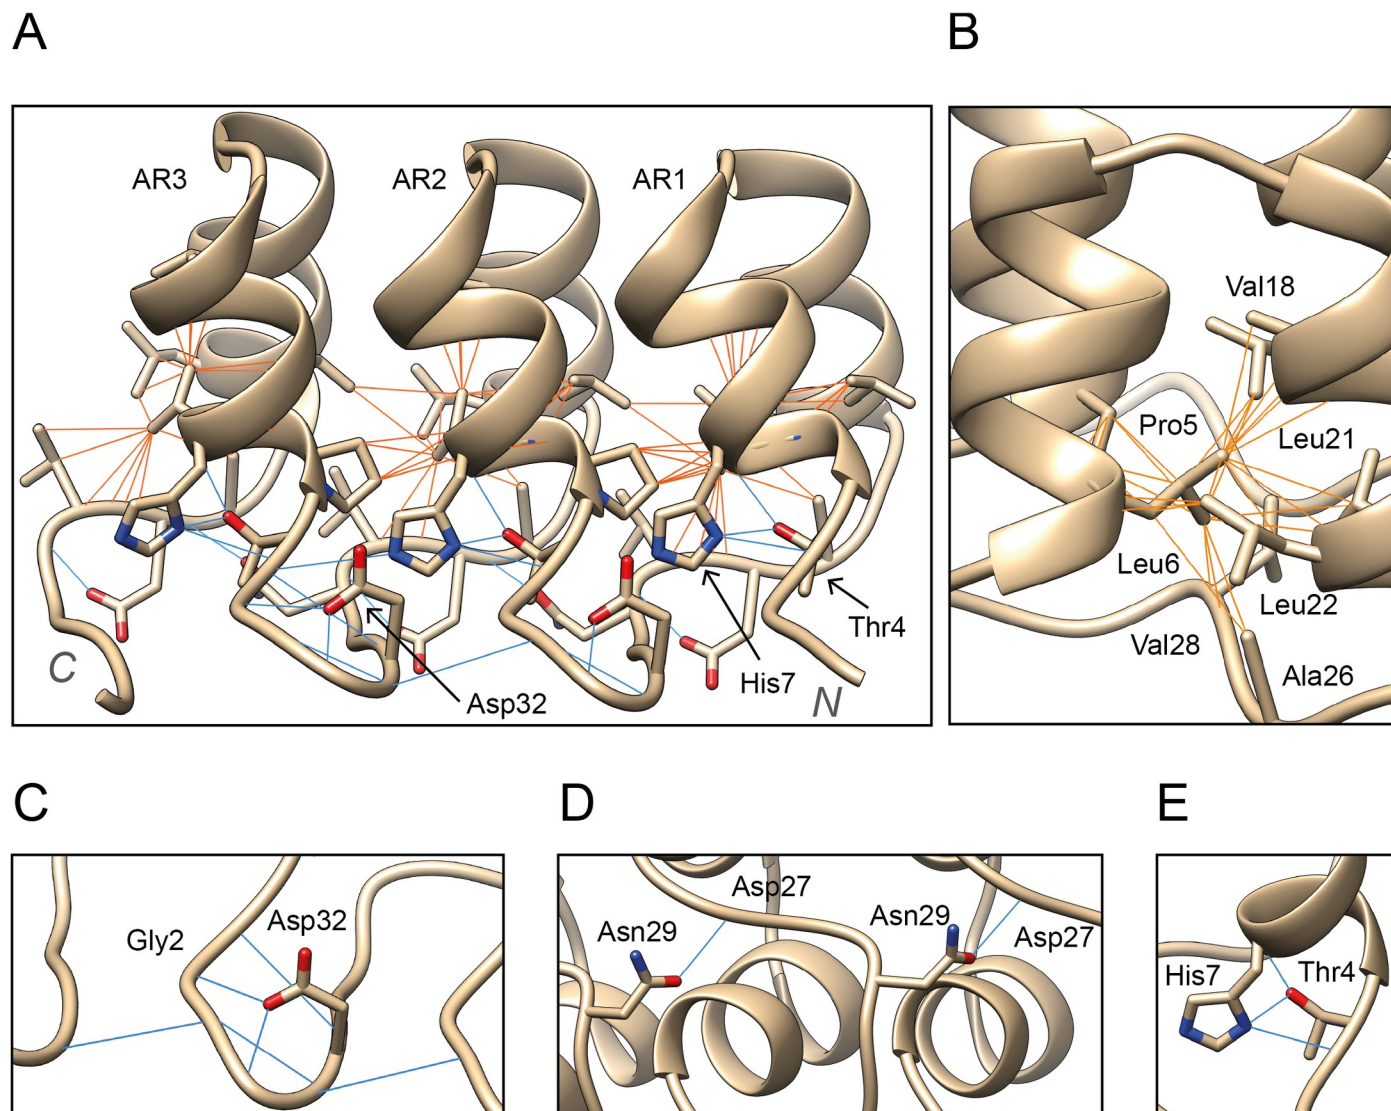 A
B
AR3
AR2
AR1
Thr4
His7
Asp32
C
N
Val18
Pro5
Leu21
Leu6
Leu22
Val28
Ala26
C
D
E
Gly2
Asp32
Asp27
Asn29
Asn29
Asp27
His7
Thr4